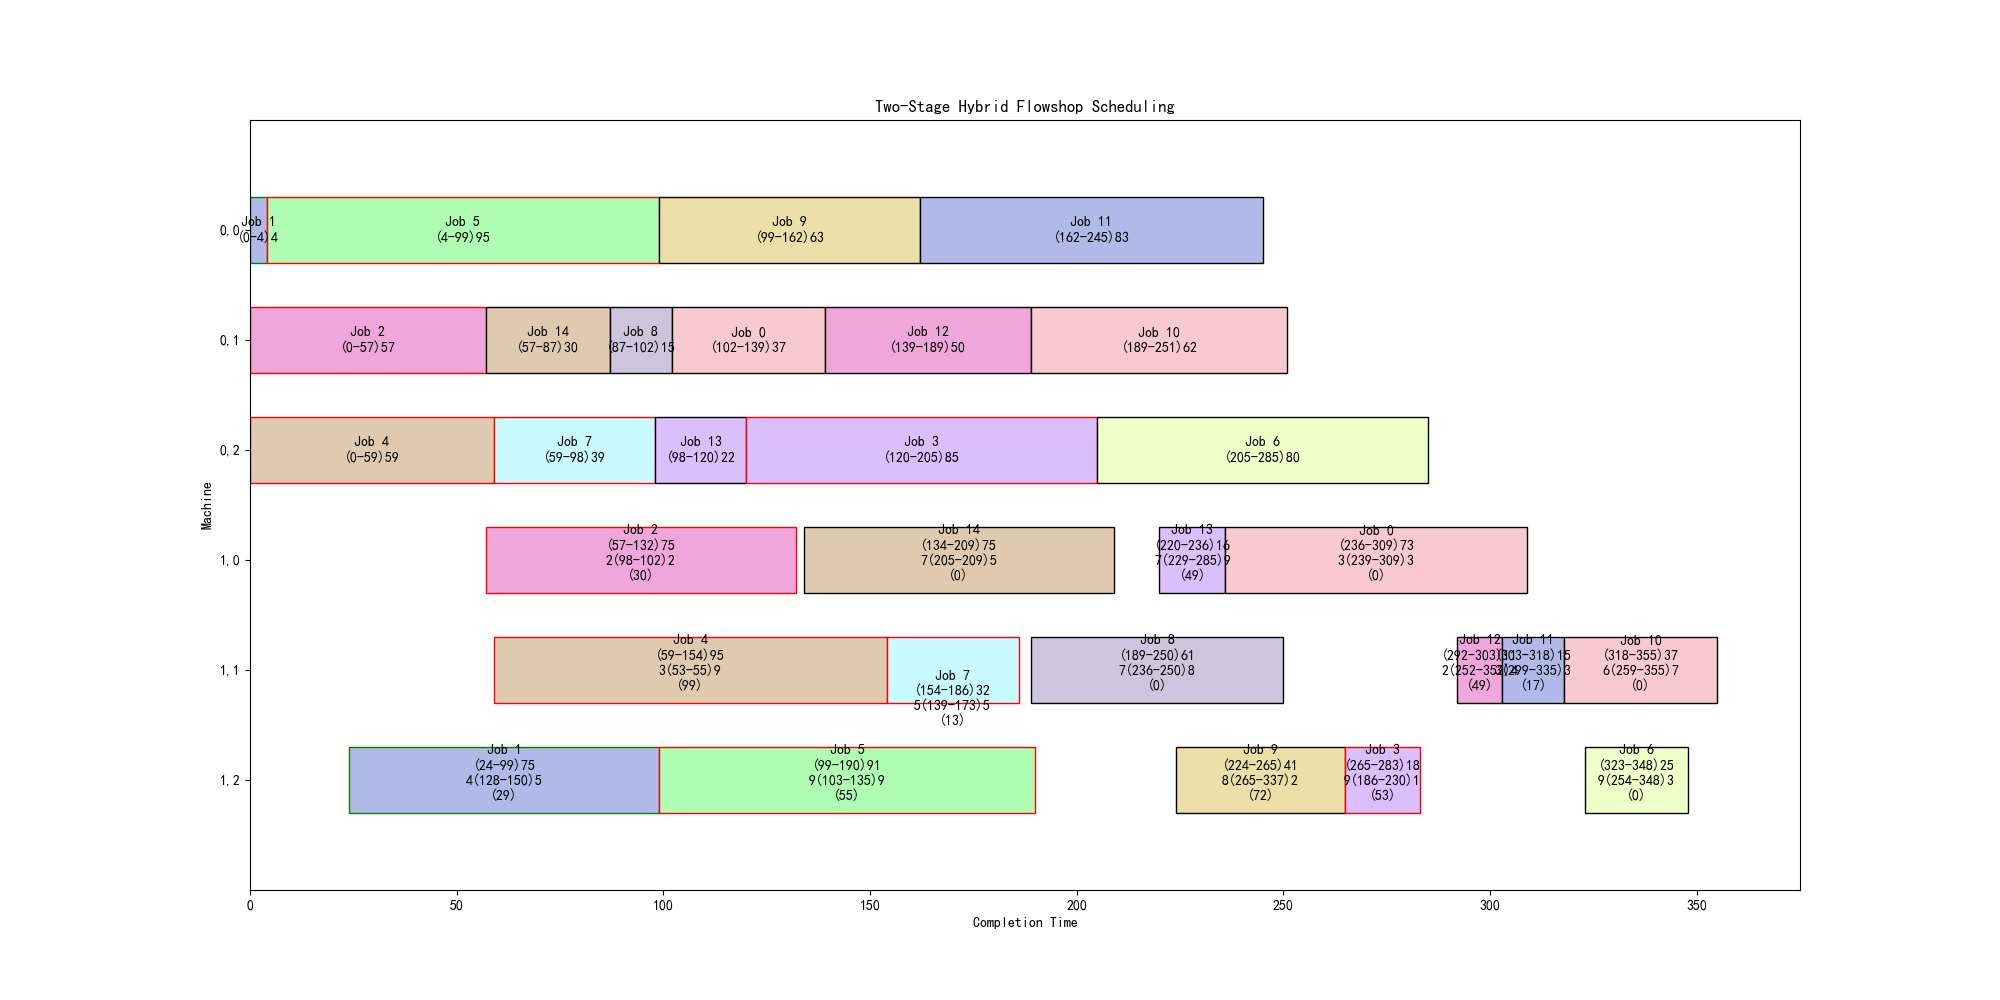 Two-Stage Hybrid Flowshop Scheduling
Machine
0,0
Job 1
(0-4)4
Job 5
(4-99)95
Job 9
(99-162)63
Job 11
(162-245)83
0,1
Job 2
(0-57)57
Job 14
(57-87)30
Job 8
(87-102)15
Job 0
(102-139)37
Job 12
(139-189)50
Job 10
(189-251)62
0,2
Job 4
(0-59)59
Job 7
(59-98)39
Job 13
(98-120)22
Job 3
(120-205)85
Job 6
(205-285)80
1,0
Job 2
(57-132)75
2(98-102)2
(30)
Job 14
(134-209)75
7(205-209)5
(0)
Job 13
(220-236)16
7(229-285)9
(49)
Job 0
(236-309)73
3(239-309)3
(0)
1,1
Job 4
(59-154)95
3(53-55)9
(99)
Job 7
(154-186)32
5(139-173)5
(13)
Job 8
(189-250)61
7(236-250)8
(0)
Job 12
(292-303)
(49)
Job 11
(303-318)15
(17)
Job 10
(318-355)37
6(259-355)7
(0)
1,2
Job 1
(24-99)75
4(128-150)5
(29)
Job 5
(99-190)91
9(103-135)9
(55)
Job 9
(224-265)41
8(265-337)2
(72)
Job 3
(265-283)18
9(186-230)1
(53)
Job 6
(323-348)25
9(254-348)3
(0)
0 50 100 150 200 250 300 350
Completion Time